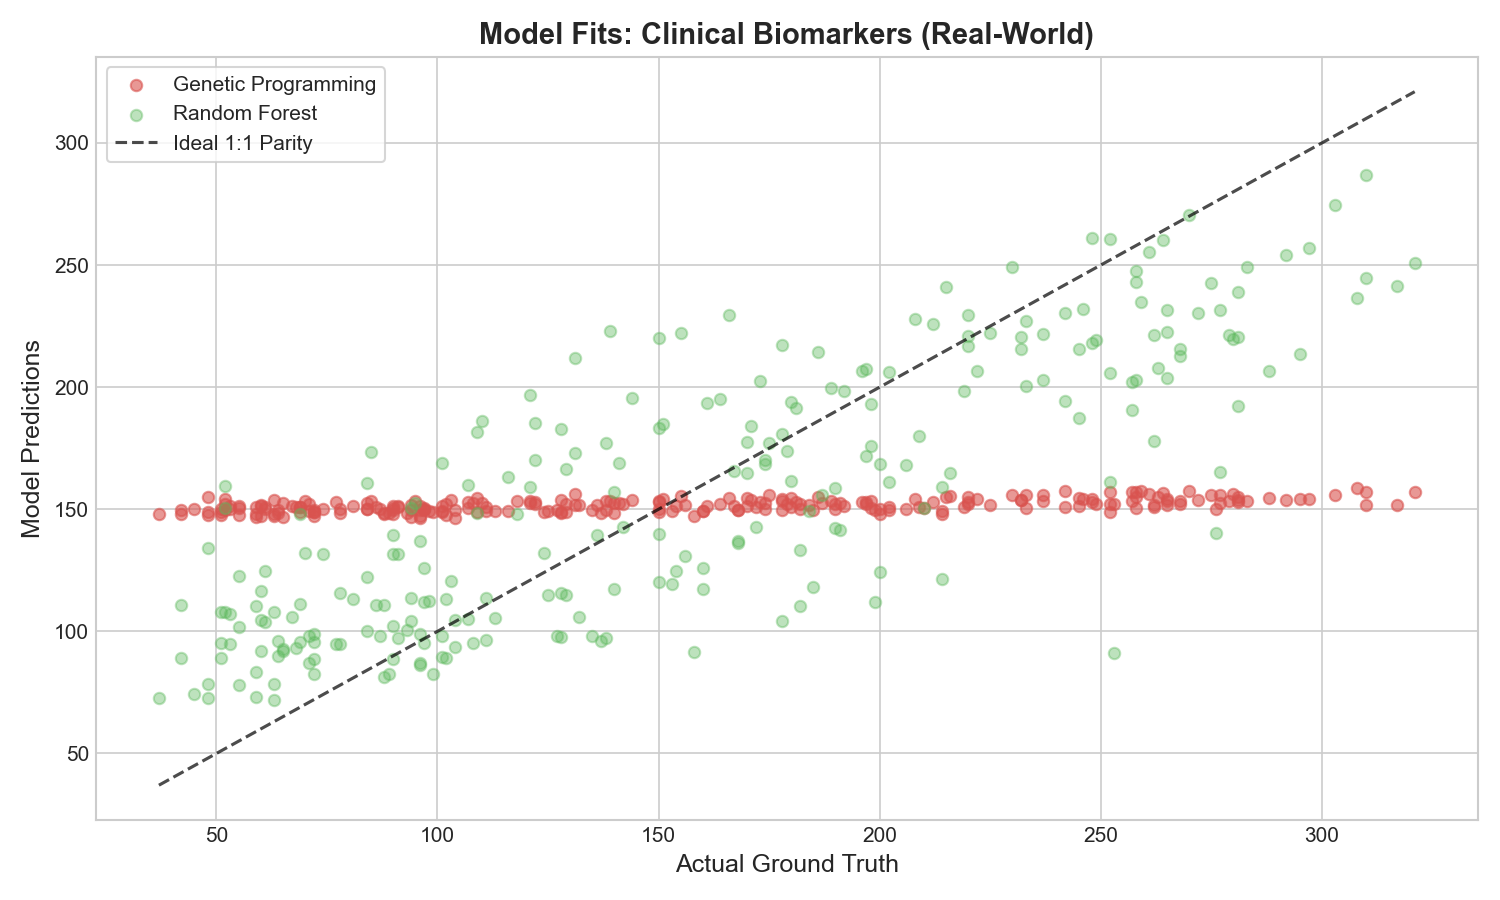 Model Fits: Clinical Biomarkers (Real-World)
Genetic Programming
Random Forest
Ideal 1:1 Parity
Model Predictions
300
250
200
150
100
50
50 100 150 200 250 300
Actual Ground Truth